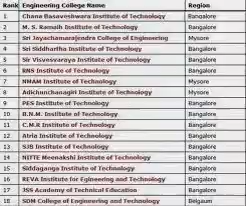 Rank Engineering College Name Region
1 Channa Basaveshwara Institute of Technology Bangalore
2 M. S. Ramaiah Institute of Technology Bangalore
3 Sri Jayachamarajendra College of Engineering Mysore
4 Sri Siddhartha Institute of Technology Bangalore
5 Sir Visvesvaraya Institute of Technology Bangalore
6 RNS Institute of Technology Bangalore
7 NMAM Institute of Technology Mysore
8 Adichunchanagiri Institute of Technology Mysore
9 PES Institute of Technology Bangalore
10 B.N.M. Institute of Technology Bangalore
11 C.M.R Institute of Technology Bangalore
12 Atria Institute of Technology Bangalore
13 SJB Institute of Technology Bangalore
14 NITTE Meenakshi Institute of Technology Bangalore
15 Siddaganga Institute of Technology Bangalore
16 REVA Institute for Engineering and Technology Bangalore
17 JSS Academy of Technical Education Bangalore
18 SDM College of Engineering and Technology Belgaum